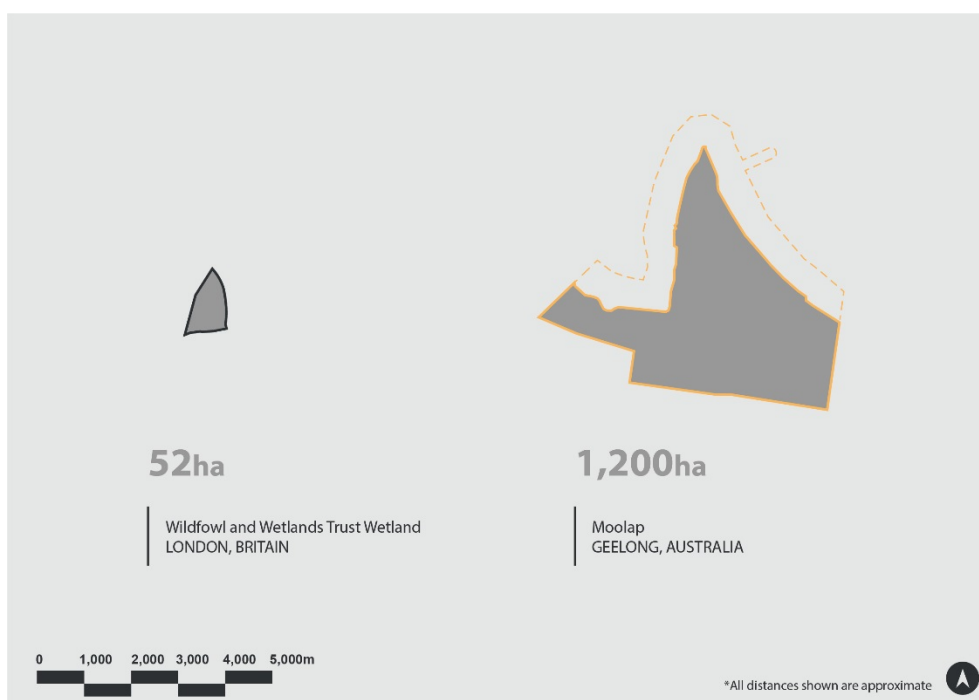 52ha
Wildfowl and Wetlands Trust Wetland
LONDON, BRITAIN
1,200ha
Moolap
GEELONG, AUSTRALIA
0 1,000 2,000 3,000 4,000 5,000m
*All distances shown are approximate